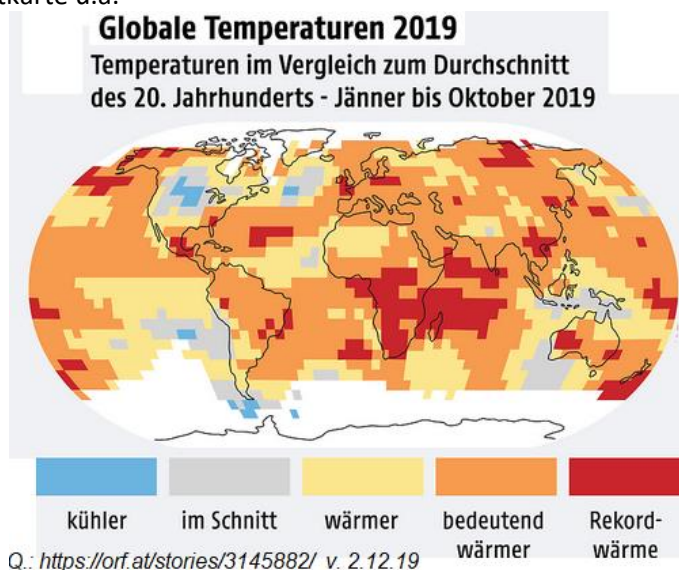 Globale Temperaturen 2019
Temperaturen im Vergleich zum Durchschnitt
des 20. Jahrhunderts - Jänner bis Oktober 2019
kühler
im Schnitt
wärmer
bedeutend
wärmer
Rekord-
wärme
Q.: https://orf.at/stories/3145882/ v. 2.12.19